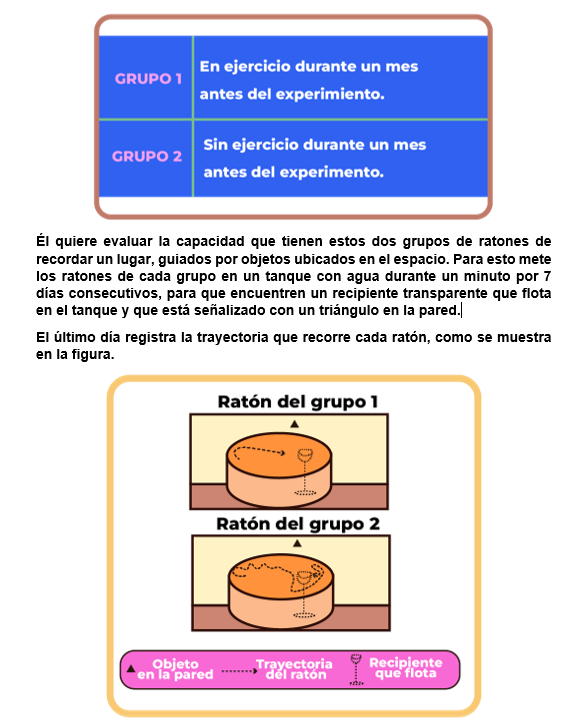 GRUPO 1
En ejercicio durante un mes
antes del experimiento.
GRUPO 2
Sin ejercicio durante un mes
antes del experimento.
Él quiere evaluar la capacidad que tienen estos dos grupos de ratones de
recordar un lugar, guiados por objetos ubicados en el espacio. Para esto mete
los ratones de cada grupo en un tanque con agua durante un minuto por 7
días consecutivos, para que encuentren un recipiente transparente que flota
en el tanque y que está señalizado con un triángulo en la pared.
El último día registra la trayectoria que recorre cada ratón, como se muestra
en la figura.
Ratón del grupo 1
Ratón del grupo 2
Objeto
en la pared
Trayectoria
del ratón
Recipiente
que flota